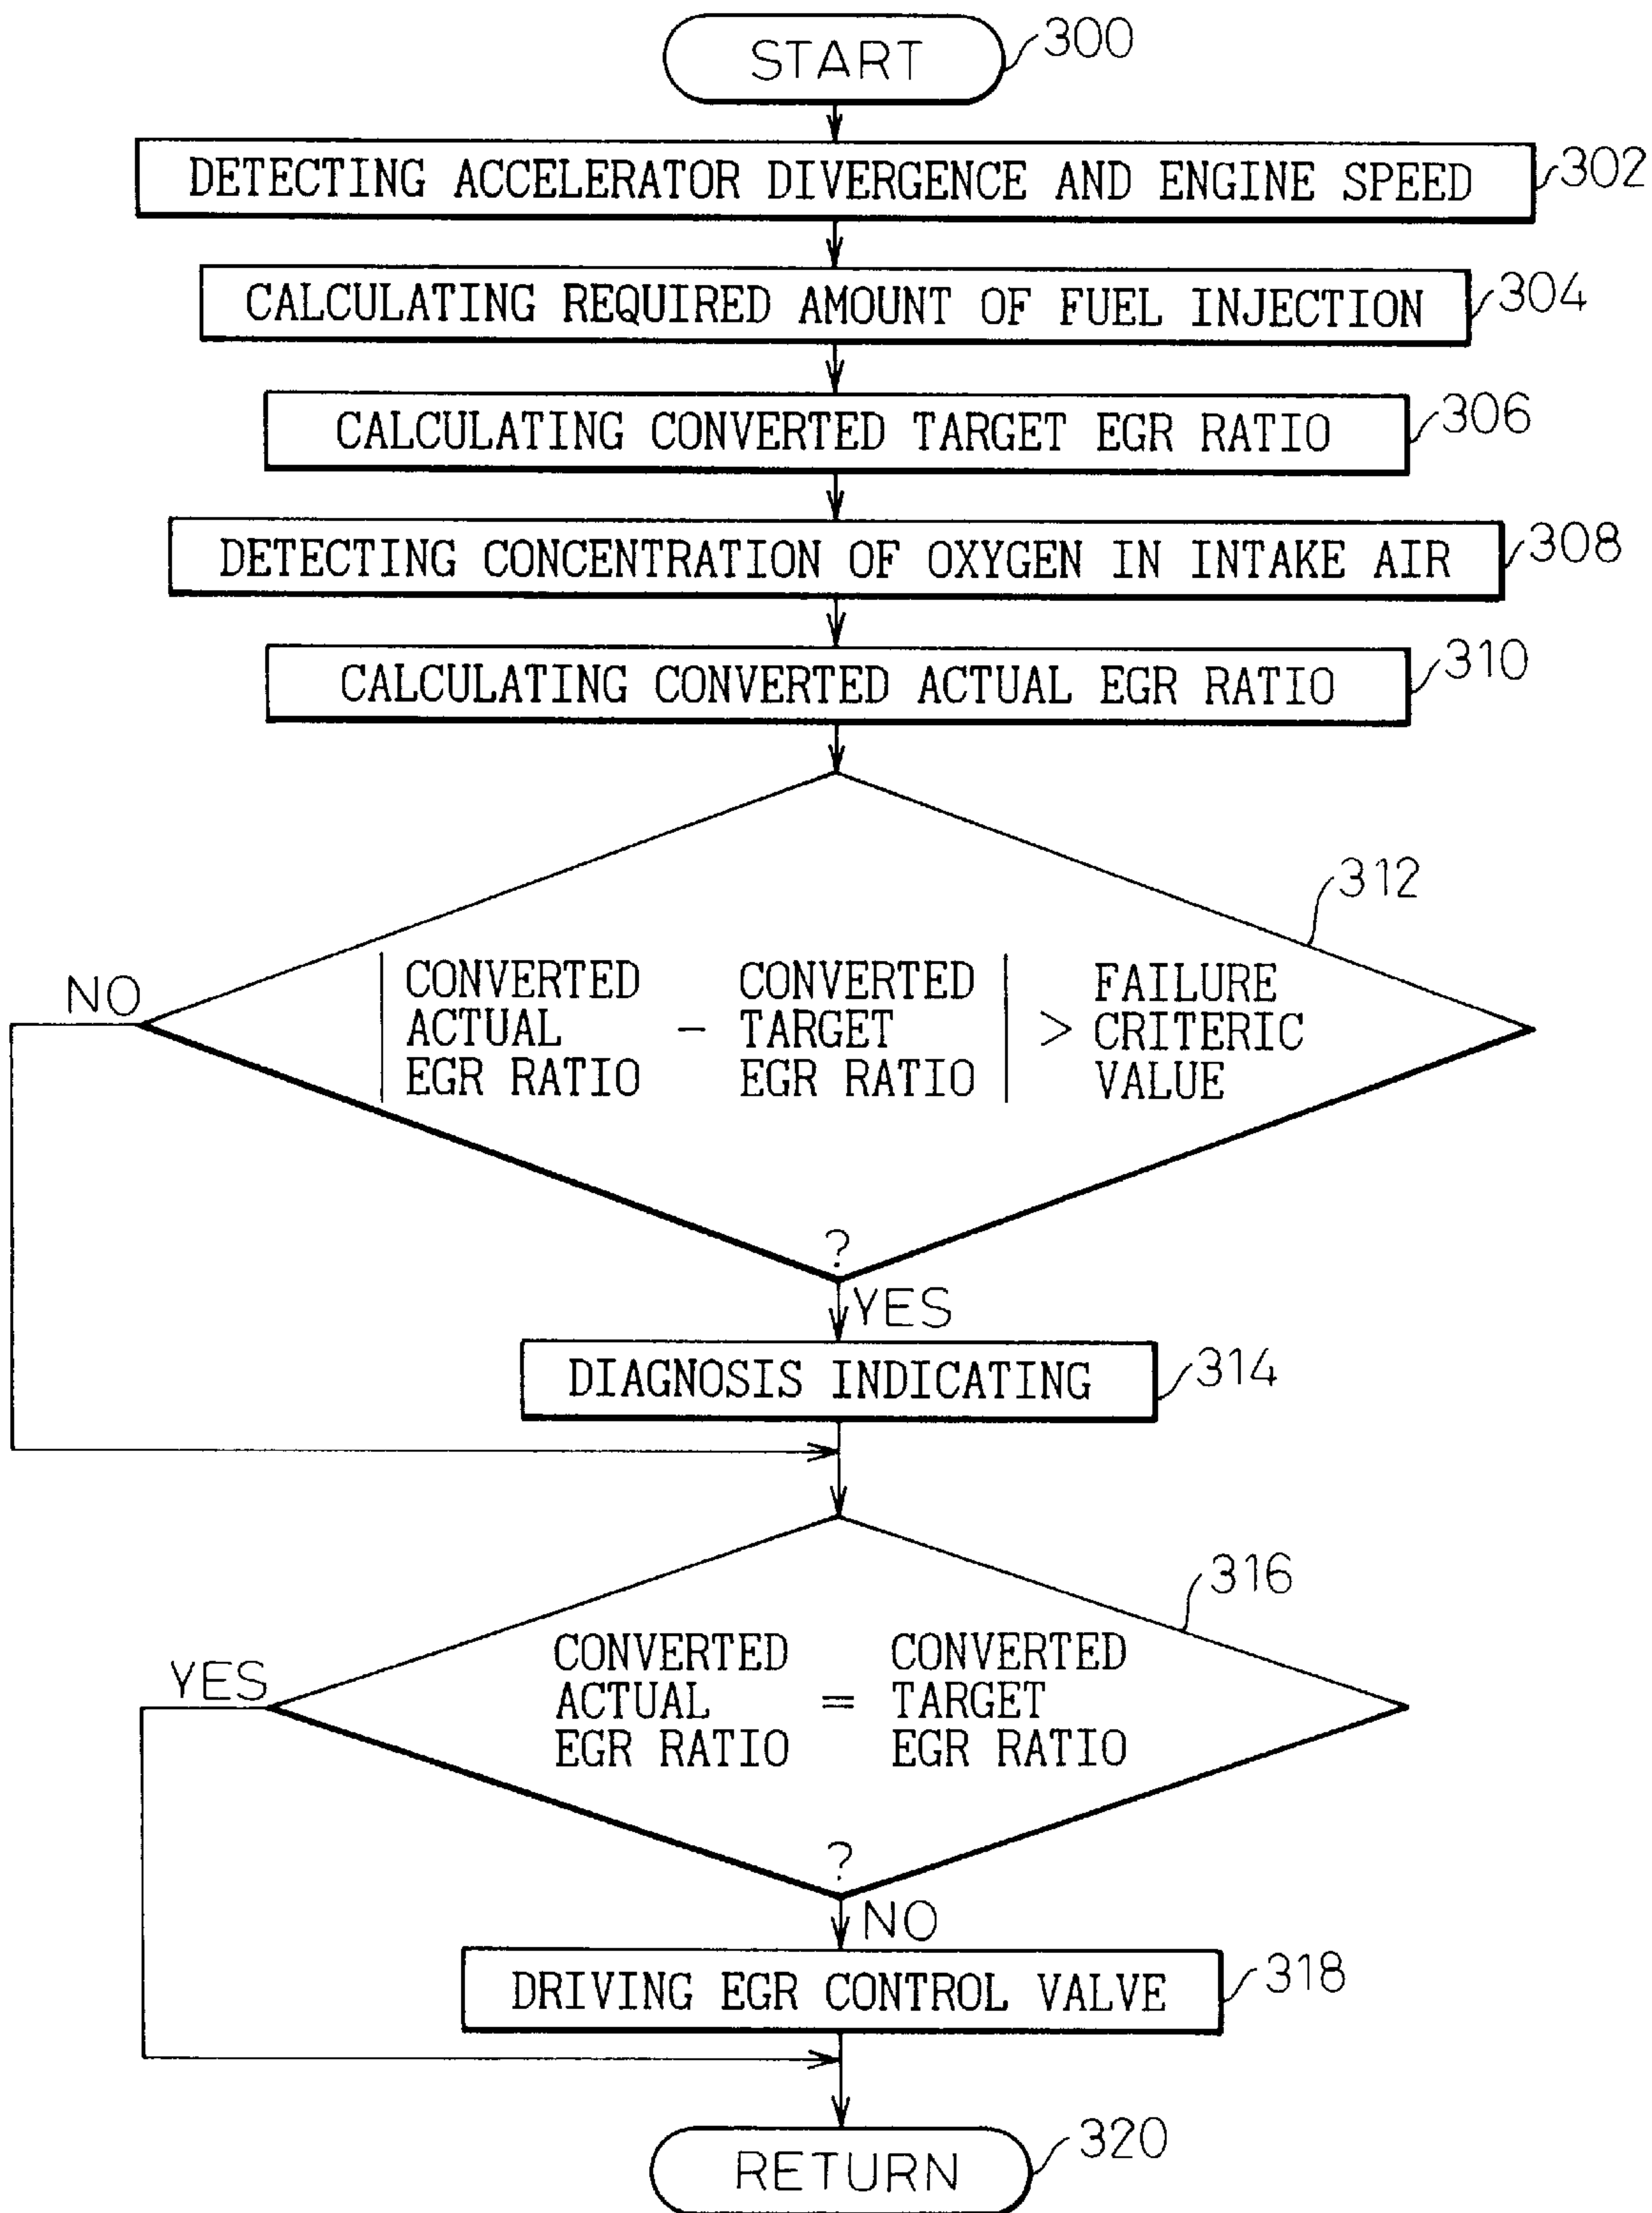 START
300
DETECTING ACCELERATOR DIVERGENCE AND ENGINE SPEED
302
CALCULATING REQUIRED AMOUNT OF FUEL INJECTION
304
CALCULATING CONVERTED TARGET EGR RATIO
306
DETECTING CONCENTRATION OF OXYGEN IN INTAKE AIR
308
CALCULATING CONVERTED ACTUAL EGR RATIO
310
312
NO
| CONVERTED
ACTUAL
EGR RATIO
-
CONVERTED
TARGET
EGR RATIO |
>
FAILURE
CRITERIC
VALUE
?
YES
DIAGNOSIS INDICATING
314
316
YES
CONVERTED
ACTUAL
EGR RATIO
=
CONVERTED
TARGET
EGR RATIO
?
NO
DRIVING EGR CONTROL VALVE
318
RETURN
320